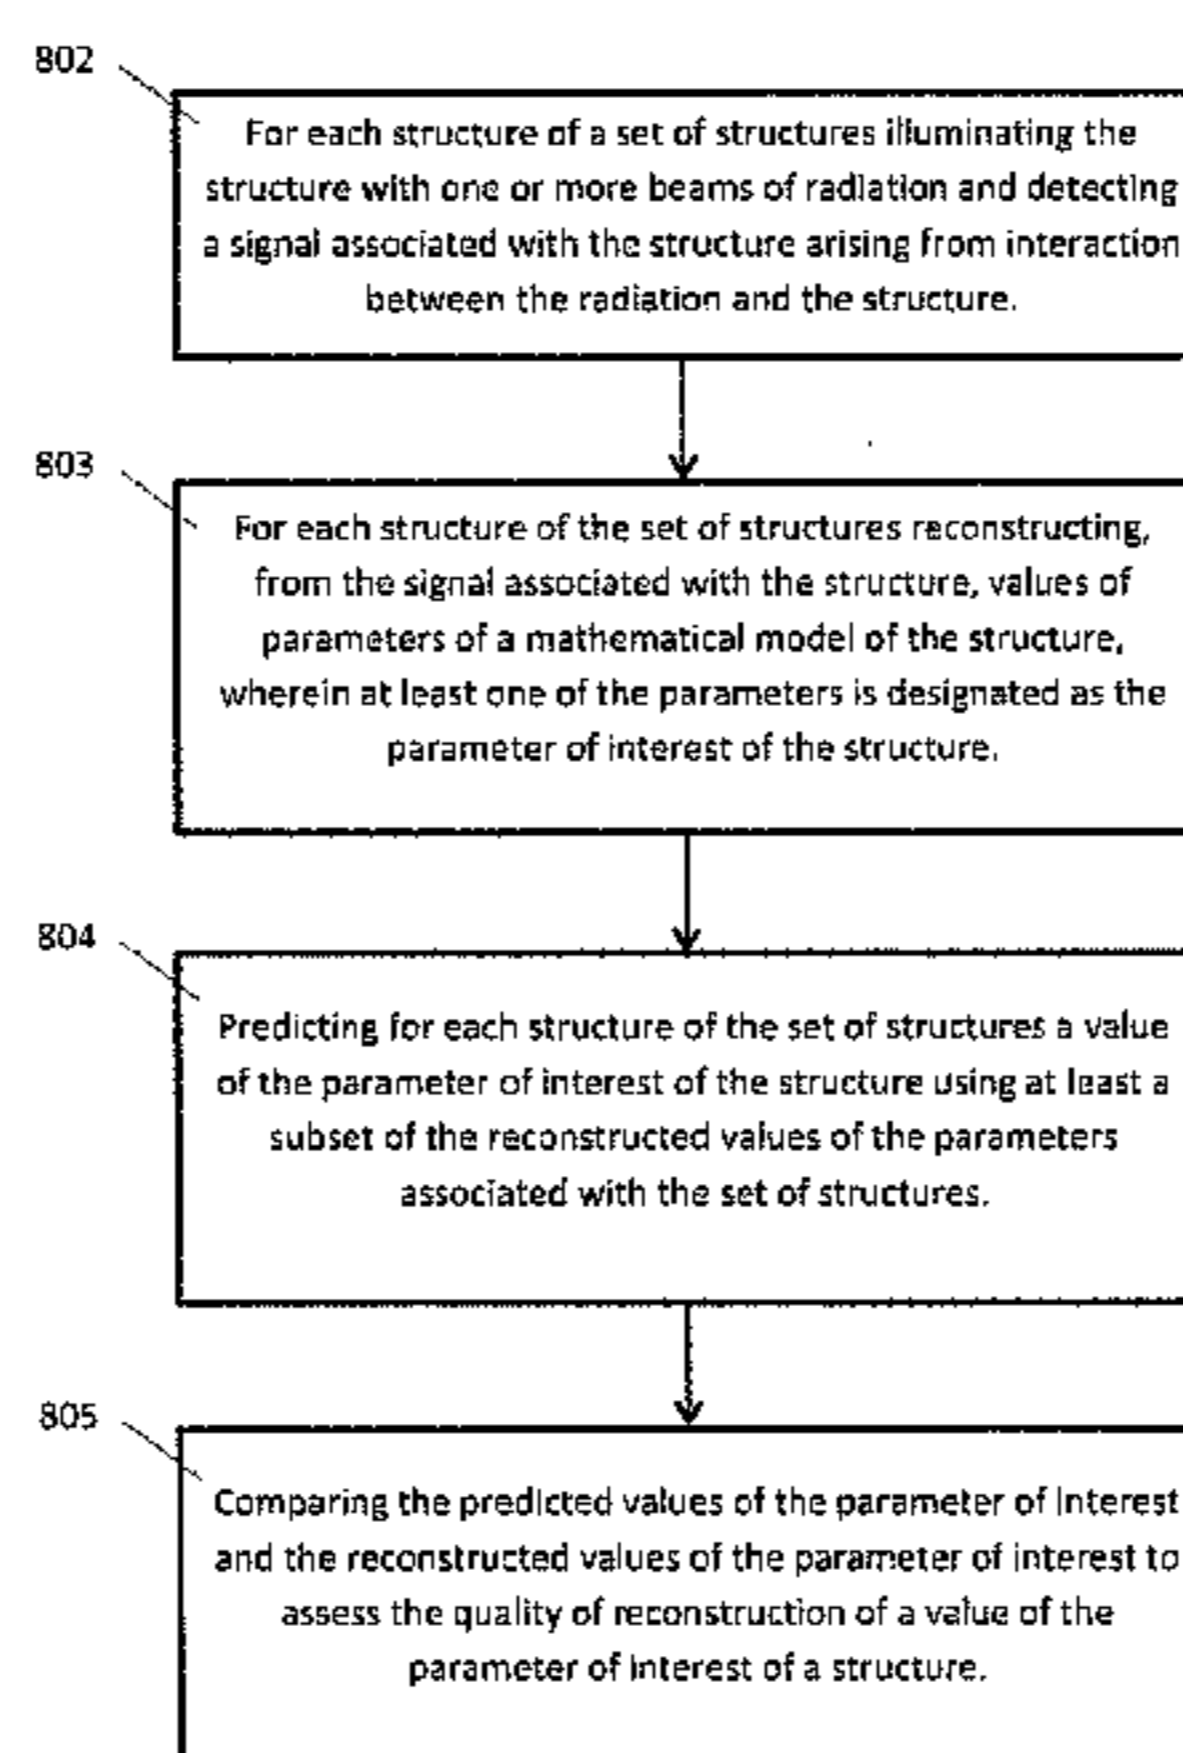 802
For each structure of a set of structures illuminating the
structure with one or more beams of radiation and detecting
a signal associated with the structure arising from interaction
between the radiation and the structure.
803
For each structure of the set of structures reconstructing,
from the signal associated with the structure, values of
parameters of a mathematical model of the structure,
wherein at least one of the parameters is designated as the
parameter of interest of the structure.
804
Predicting for each structure of the set of structures a value
of the parameter of interest of the structure using at least a
subset of the reconstructed values of the parameters
associated with the set of structures.
805
Comparing the predicted values of the parameter of interest
and the reconstructed values of the parameter of interest to
assess the quality of reconstruction of a value of the
parameter of interest of a structure.